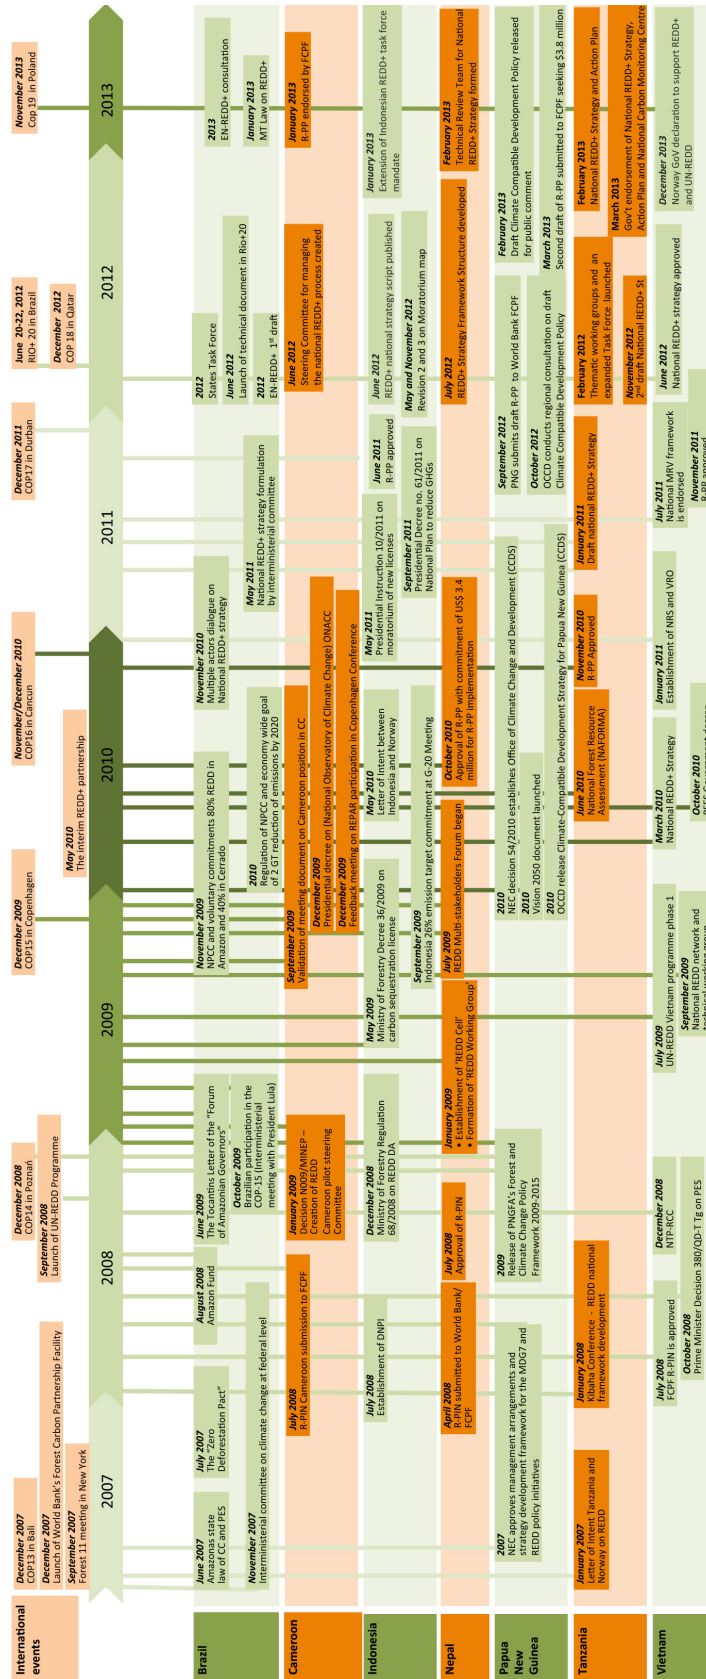 International
events
December 2007
COP13 in Bali
December 2007
Launch of World Bank's Forest Carbon Partnership Facility
September 2007
Forest 11 meeting in New York
December 2008
COP14 in Poznań
September 2008
Launch of UN-REDD Programme
December 2009
COP15 in Copenhagen
May 2010
The interim REDD+ partnership
November/December 2010
COP16 in Cancun
December 2011
COP17 in Durban
June 20-22, 2012
RIO+ 20 in Brazil
December 2012
COP 18 in Qatar
November 2013
Cop 19 in Poland
2007
2008
2009
2010
2011
2012
2013
Brazil
June 2007
Amazonas state
law of CC and PES
July 2007
The "Zero
Deforestation Pact"
November 2007
Interministerial committee on climate change at federal level
August 2008
Amazon Fund
June 2009
The Tocantins Letter of the "Forum
of Amazonian Governors"
October 2009
Brazilian participation in the
COP-15 (Interministerial
meeting with President Lula)
November 2009
NPCC and voluntary commitments 80% REDD in
Amazon and 40% in Cerrado
2010
Regulation of NPCC and economy wide goal
of 2 GT reduction of emissions by 2020
November 2010
Multiple actors dialogue on
National REDD+ strategy
May 2011
National REDD+ strategy formulation
by interministerial committee
2012
States Task Force
June 2012
Launch of technical document in Rio+20
2012
EN-REDD+ 1st draft
2013
EN-REDD+ consultation
January 2013
MT Law on REDD+
Cameroon
July 2008
R-PIN Cameroon submission to FCPF
January 2009
Decision N009/MINEP –
Creation of REDD
Cameroon pilot steering
Committee
September 2009
Validation of meeting document on Cameroon position in CC
December 2009
Presidential decree on (National Observatory of Climate Change) ONACC
December 2009
Feedback meeting on REPAR participation in Copenhagen Conference
June 2012
Steering Committee for managing
the national REDD+ process created
January 2013
R-PP endorsed by FCPF
Indonesia
July 2008
Establishment of DNPI
December 2008
Ministry of Forestry Regulation
68/2008 on REDD DA
May 2009
Ministry of Forestry Decree 36/2009 on
carbon sequestration license
September 2009
Indonesia 26% emission target commitment at G-20 Meeting
May 2010
Letter of Intent between
Indonesia and Norway
May 2011
Presidential Instruction 10/2011 on
moratorium of new licenses
September 2011
Presidential Decree no. 61/2011 on
National Plan to reduce GHGs
June 2011
R-PP approved
June 2012
REDD+ national strategy script published
May and November 2012
Revision 2 and 3 on Moratorium map
January 2013
Extension of Indonesian REDD+ task force
mandate
Nepal
April 2008
R-PIN submitted to World Bank/
FCPF
July 2008
Approval of R-PIN
January 2009
• Establishment of 'REDD Cell'
• Formation of 'REDD Working Group'
July 2009
REDD Multi-stakeholders Forum began
October 2010
Approval of R-PP with commitment of US$ 3.4
million for R-PP implementation
July 2012
REDD+ Strategy Framework Structure developed
February 2013
Technical Review Team for National
REDD+ Strategy formed
Papua
New
Guinea
2007
NEC approves management arrangements and
strategy development framework for the MDG7 and
REDD policy initiatives
2009
Release of PNGFA's Forest and
Climate Change Policy
Framework 2009-2015
2010
NEC decision 54/2010 establishes Office of Climate Change and Development (CCDS)
2010
Vision 2050 document launched
2010
OCCD release Climate-Compatible Development Strategy for Papua New Guinea (CCDS)
September 2012
PNG submits draft R-PP to World Bank FCPF
October 2012
OCCD conducts regional consultation on draft
Climate Compatible Development Policy
February 2013
Draft Climate Compatible Development Policy released
for public comment
March 2013
Second draft of R-PP submitted to FCPF seeking $3.8 million
Tanzania
January 2007
Letter of Intent Tanzania and
Norway on REDD
January 2008
Kibaha Conference - REDD national
framework development
June 2010
National Forest Resource
Assessment (NAFORMA)
November 2010
R-PP Approved
January 2011
Draft national REDD+ Strategy
February 2012
Thematic working groups and an
expanded Task Force launched
November 2012
2nd draft National REDD+ St
February 2013
National REDD+ Strategy and Action Plan
March 2013
Gov't endorsement of National REDD+ Strategy,
Action Plan and National Carbon Monitoring Centre
Vietnam
July 2008
FCPF R-PIN is approved
October 2008
Prime Minister Decision 380/QD-T Tg on PES
December 2008
NTP-RCC
July 2009
UN-REDD Vietnam programme phase 1
September 2009
National REDD network and
March 2010
National REDD+ Strategy
October 2010
January 2011
Establishment of NRS and VRO
July 2011
National MRV framework
is endorsed
November 2011
R-PP approved
June 2012
National REDD+ strategy approved
December 2013
Norway GoV declaration to support REDD+
and UN-REDD